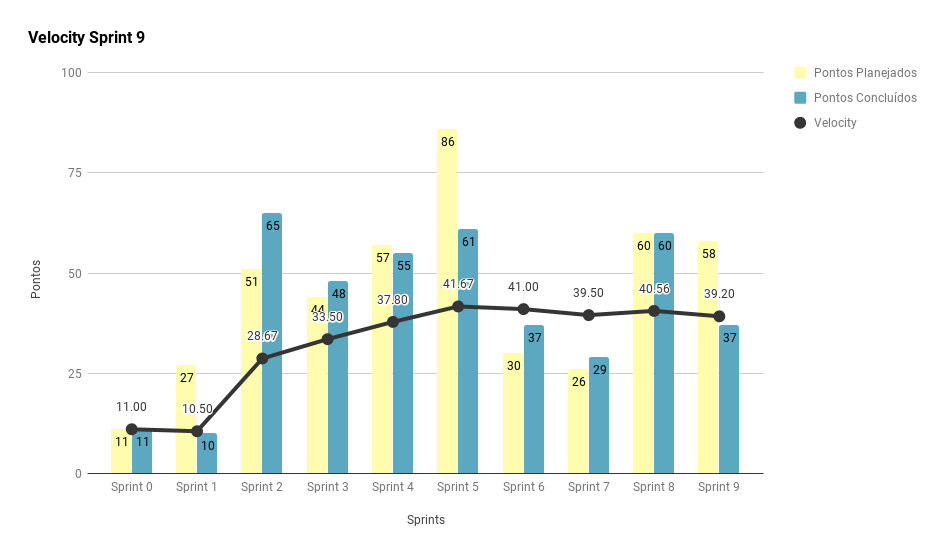 Velocity Sprint 9
Pontos Planejados
Pontos Concluídos
Velocity
100
75
50
25
0
Pontos
11 11 11.00
27 10 10.50
51 65 28.67
44 48 33.50
57 55 37.80
86 61 41.67
30 37 41.00
26 29 39.50
60 60 40.56
58 37 39.20
Sprint 0 Sprint 1 Sprint 2 Sprint 3 Sprint 4 Sprint 5 Sprint 6 Sprint 7 Sprint 8 Sprint 9
Sprints